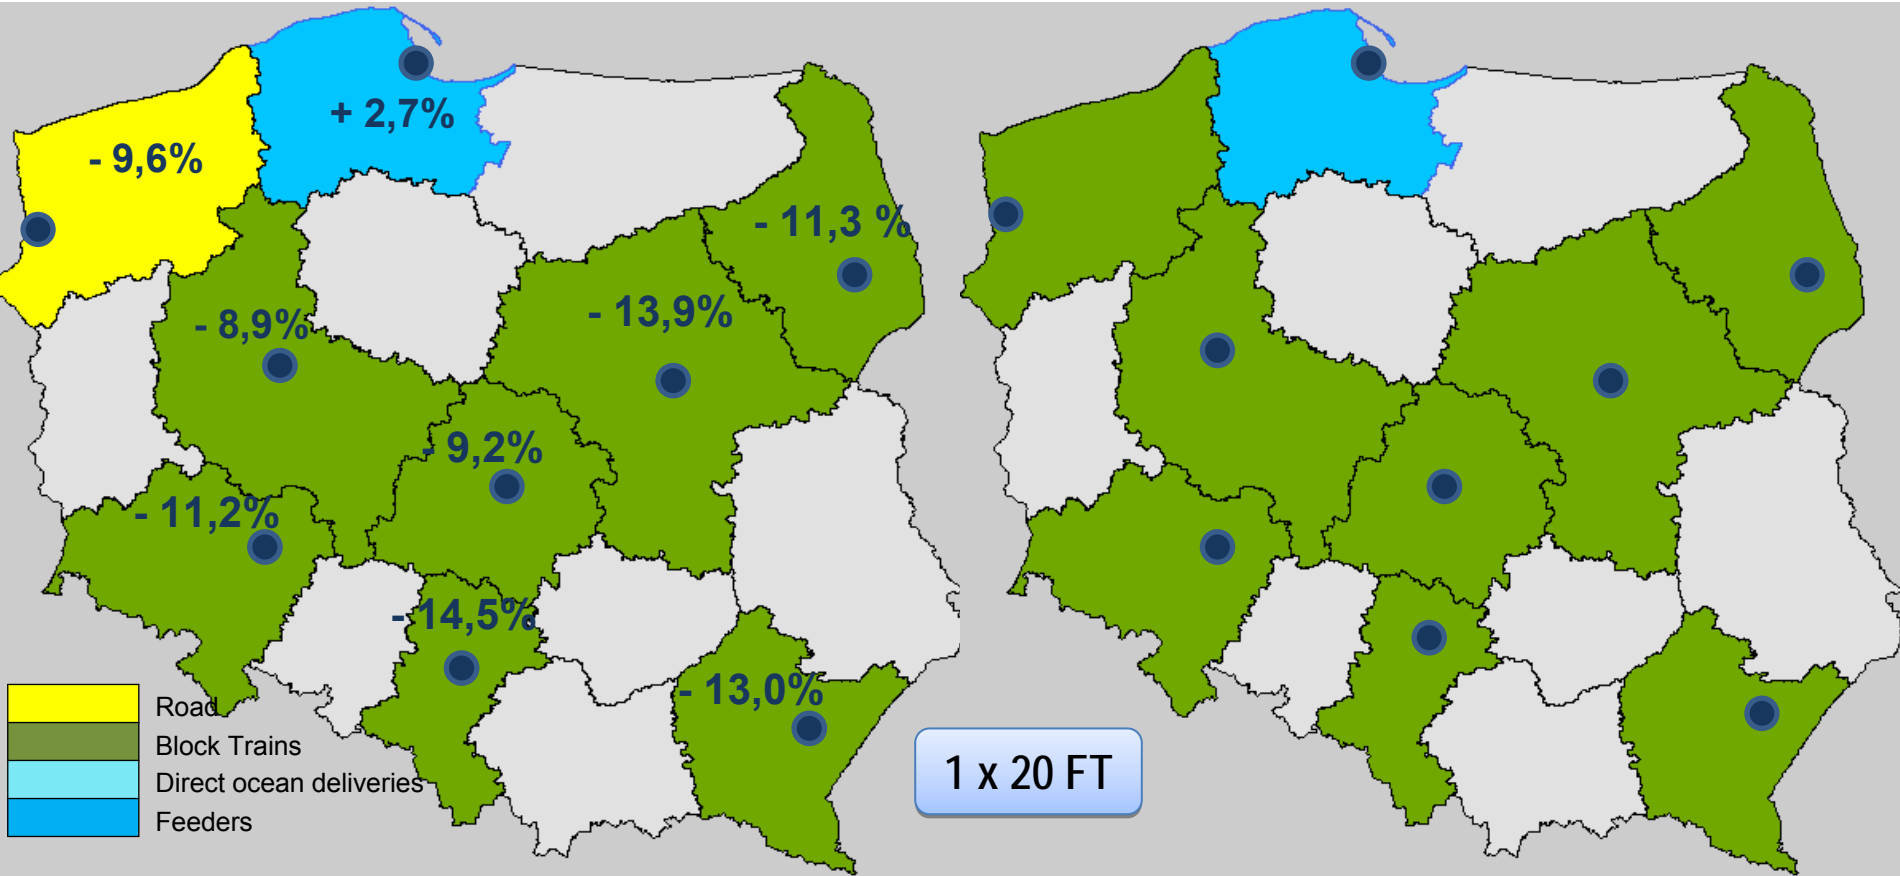 + 2,7%
- 9,6%
- 11,3 %
- 13,9%
- 8,9%
- 9,2%
- 11,2%
- 14,5%
- 13,0%
Road
Block Trains
Direct ocean deliveries
Feeders
1 x 20 FT